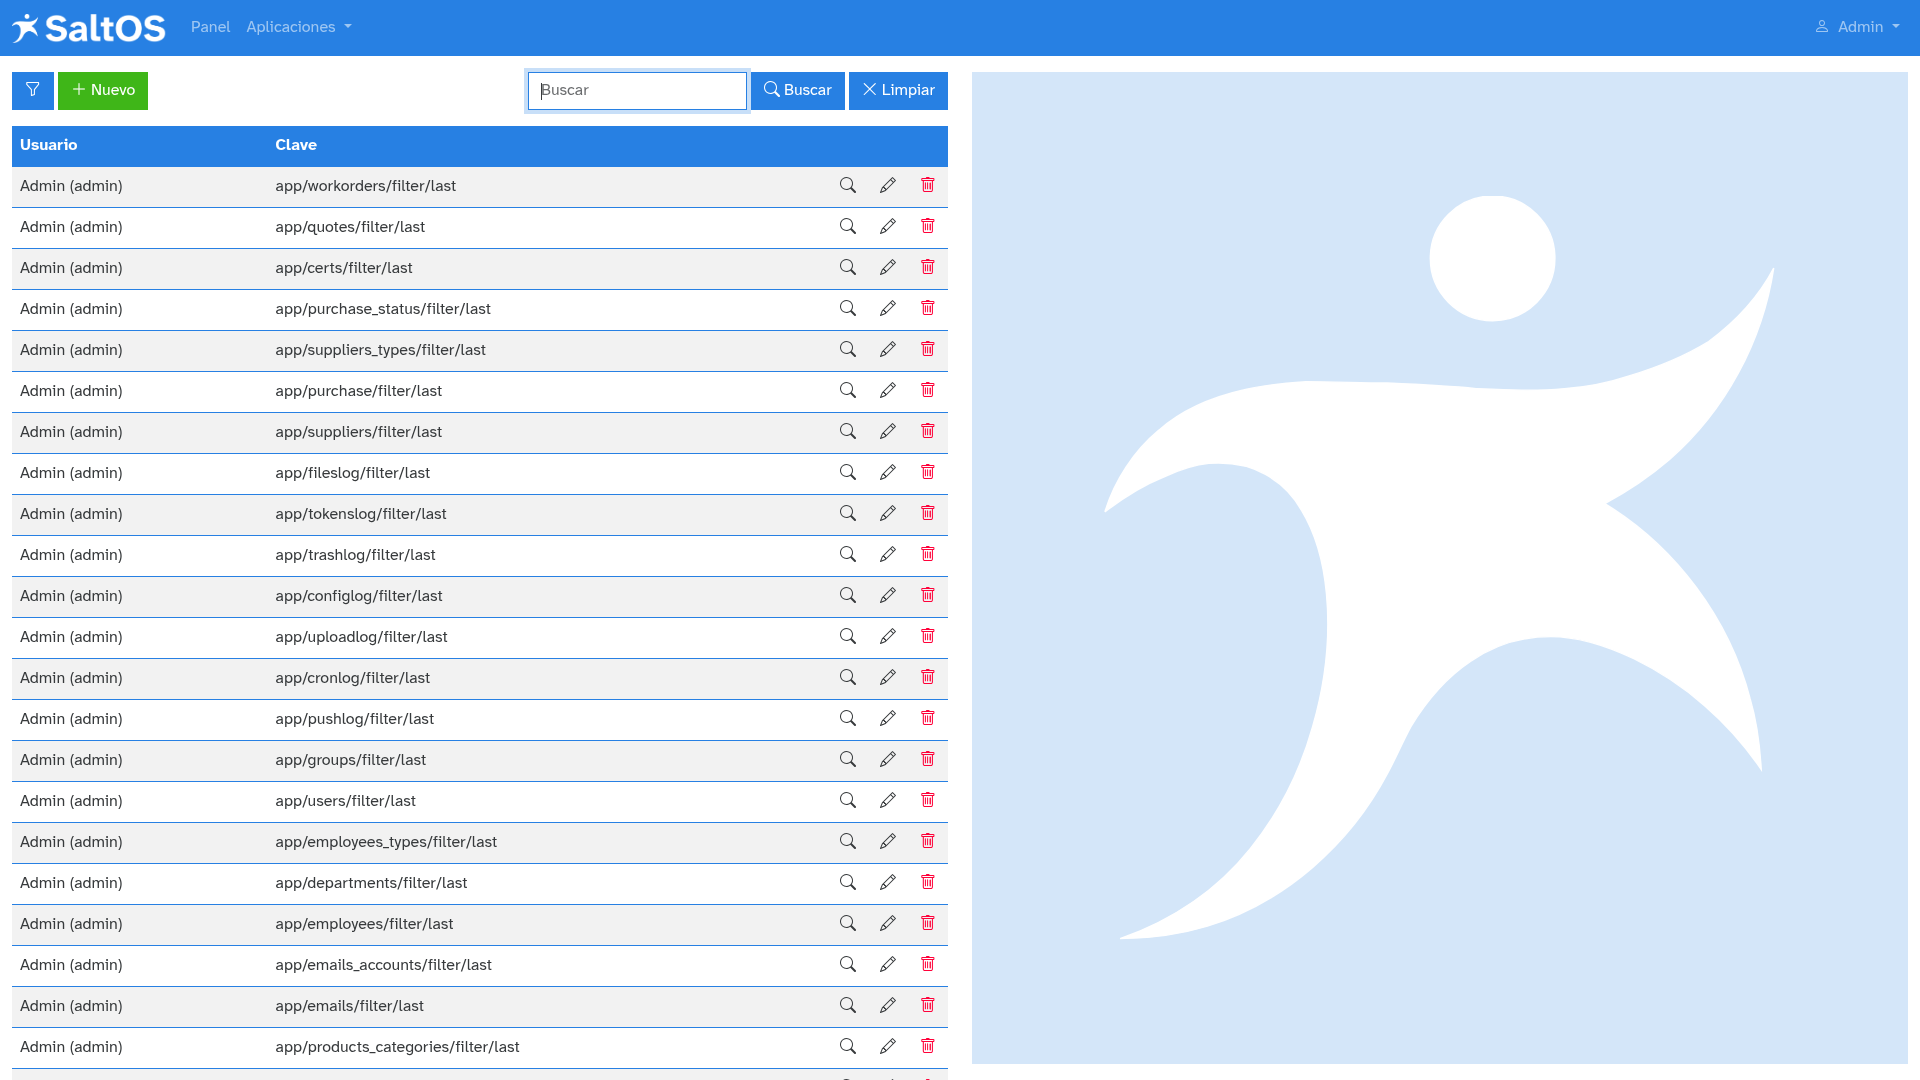 SaltOS Panel Aplicaciones Admin
Nuevo Buscar Buscar Limpiar
Usuario Clave
Admin (admin) app/workorders/filter/last
Admin (admin) app/quotes/filter/last
Admin (admin) app/certs/filter/last
Admin (admin) app/purchase_status/filter/last
Admin (admin) app/suppliers_types/filter/last
Admin (admin) app/purchase/filter/last
Admin (admin) app/suppliers/filter/last
Admin (admin) app/fileslog/filter/last
Admin (admin) app/tokenslog/filter/last
Admin (admin) app/trashlog/filter/last
Admin (admin) app/configlog/filter/last
Admin (admin) app/uploadlog/filter/last
Admin (admin) app/cronlog/filter/last
Admin (admin) app/pushlog/filter/last
Admin (admin) app/groups/filter/last
Admin (admin) app/users/filter/last
Admin (admin) app/employees_types/filter/last
Admin (admin) app/departments/filter/last
Admin (admin) app/employees/filter/last
Admin (admin) app/emails_accounts/filter/last
Admin (admin) app/emails/filter/last
Admin (admin) app/products_categories/filter/last